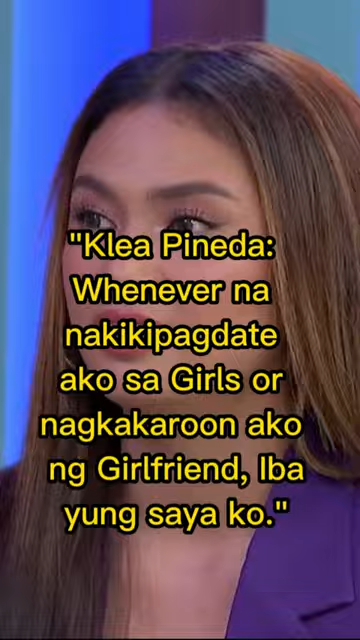 "Klea Pineda:
Whenever na
nakikipagdate
ako sa Girls or
nagkakaroon ako
ng Girlfriend, Iba
yung saya ko."